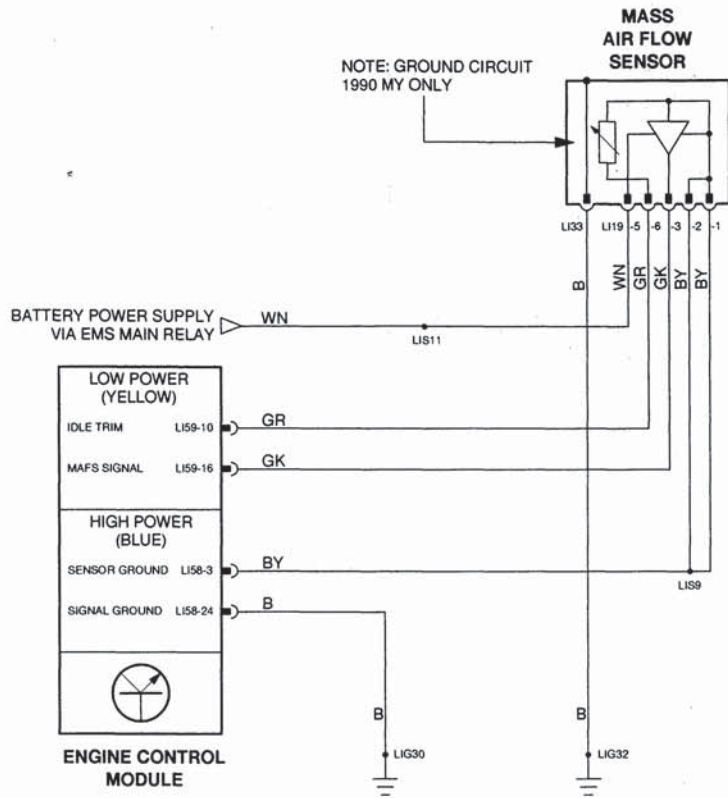 MASS
AIR FLOW
SENSOR
NOTE: GROUND CIRCUIT
1990 MY ONLY
LI33
LI19 -5 -6 -3 -2 -1
B
WN
GR
GK
BY
BY
BATTERY POWER SUPPLY
VIA EMS MAIN RELAY
WN
LIS11
LOW POWER
(YELLOW)
IDLE TRIM LI59-10
GR
MAFS SIGNAL LI59-16
GK
HIGH POWER
(BLUE)
SENSOR GROUND LI58-3
BY
LIS9
SIGNAL GROUND LI58-24
B
B
B
LIG30
LIG32
ENGINE CONTROL
MODULE